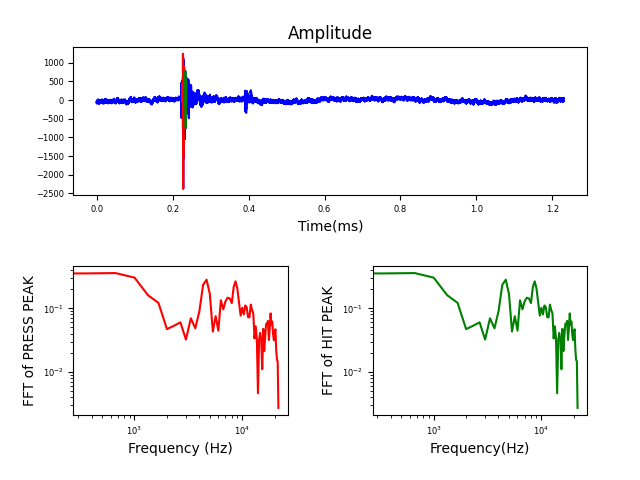 Amplitude
1000
500
0
−500
−1000
−1500
−2000
−2500
0.0 0.2 0.4 0.6 0.8 1.0 1.2
Time(ms)
FFT of PRESS PEAK
10⁻¹
10⁻²
10³ 10⁴
Frequency (Hz)
FFT of HIT PEAK
10⁻¹
10⁻²
10³ 10⁴
Frequency(Hz)